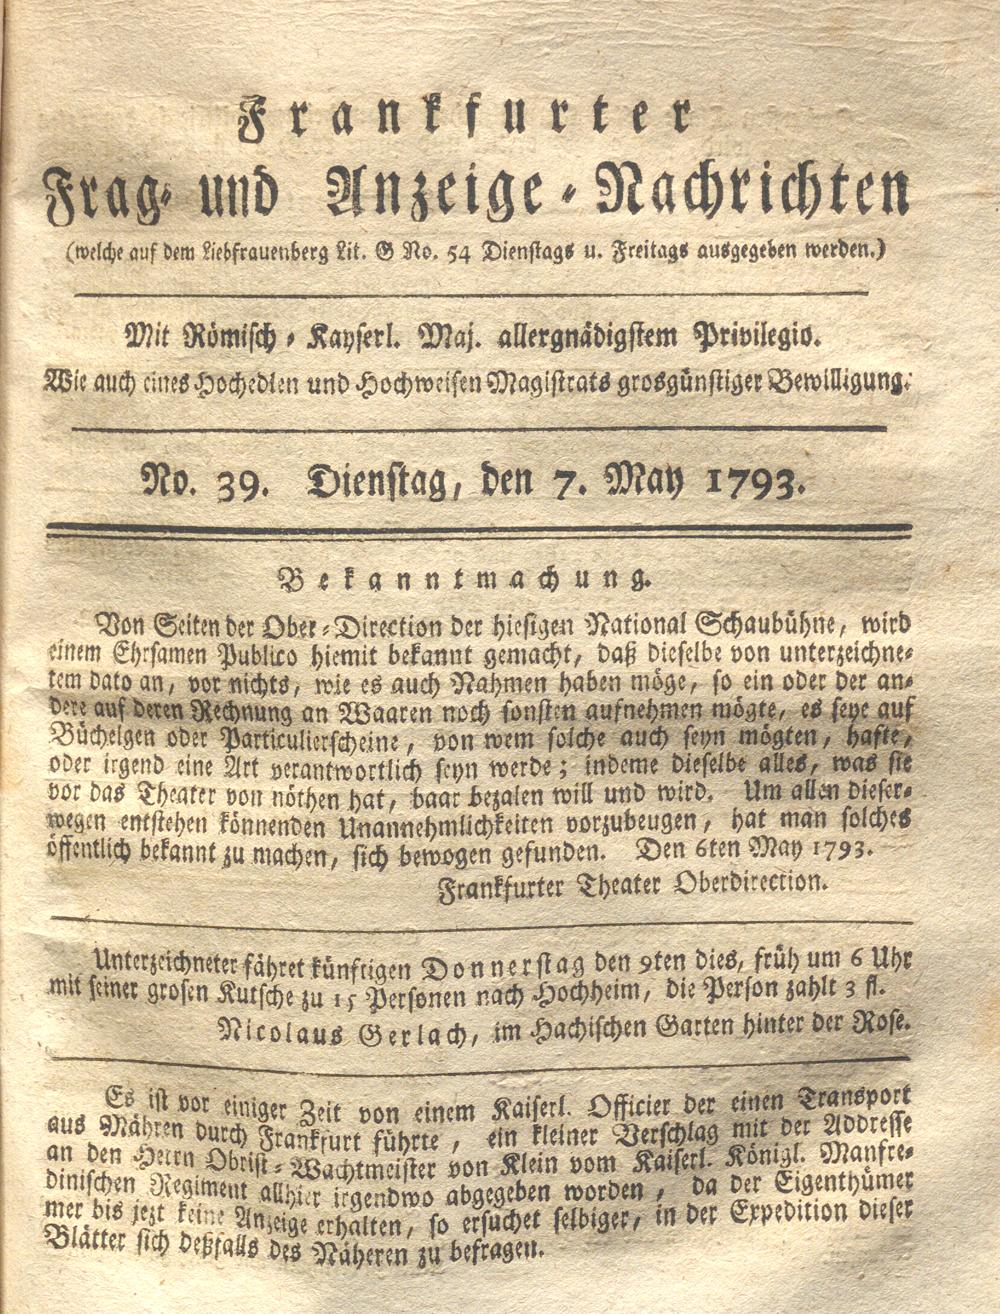 Frankfurter
Frag- und Anzeige-Nachrichten
(welche auf dem Liebfrauenberg Lit. G No. 54 Dienstags u. Freitags ausgegeben werden.)
Mit Römisch-Kayserl. Maj. allergnädigstem Privilegio.
Wie auch eines Hochedlen und Hochweisen Magistrats grosgünstiger Bewilligung.
No. 39. Dienstag, den 7. May 1793.
Bekanntmachung.
Von Seiten der Ober-Direction der hiesigen National Schaubühne, wird
einem Ehrsamen Publico hiemit bekannt gemacht, daß dieselbe von unterzeichne-
tem dato an, vor nichts, wie es auch Nahmen haben möge, so ein oder der an-
dere auf deren Rechnung an Waaren noch sonsten aufnehmen mögte, es seye auf
Büchelgen oder Particulierscheine, von wem solche auch seyn mögten, hafte,
oder irgend eine Art verantwortlich seyn werde; indeme dieselbe alles, was sie
vor das Theater von nöthen hat, baar bezalen will und wird. Um allen dieser-
wegen entstehen könnenden Unannehmlichkeiten vorzubeugen, hat man solches
öffentlich bekannt zu machen, sich bewogen gefunden. Den 6ten May 1793.
Frankfurter Theater Oberdirection.
Unterzeichneter fähret künftigen Donnerstag den 9ten dies, früh um 6 Uhr
mit seiner grosen Kutsche zu 15 Personen nach Hochheim, die Person zahlt 3 fl.
Nicolaus Gerlach, im Hachischen Garten hinter der Rose.
Es ist vor einiger Zeit von einem Kaiserl. Officier der einen Transport
aus Mähren durch Frankfurt führte, ein kleiner Verschlag mit der Addresse
an den Herrn Obrist-Wachtmeister von Klein vom Kaiserl. Königl. Manfre-
dinischen Regiment allhier irgendwo abgegeben worden, da der Eigenthümer
mer bis jezt keine Anzeige erhalten, so ersuchet selbiger, in der Expedition dieser
Blätter sich deßfalls des Näheren zu befragen.